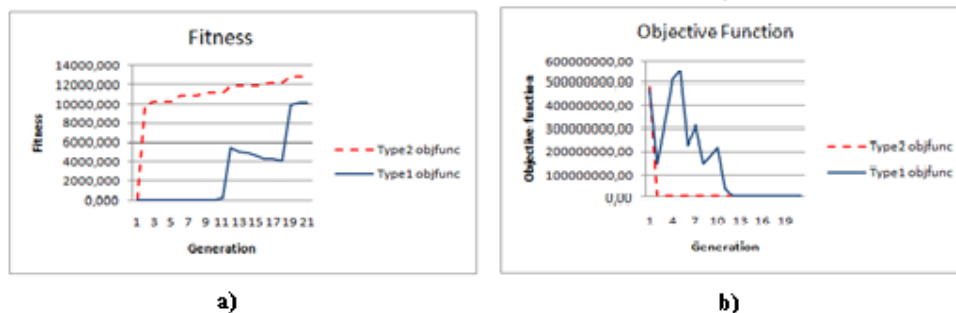 Fitness
14000,000
12000,000
10000,000
8000,000
6000,000
4000,000
2000,000
0,000
Fitness
1 3 5 7 9 11 13 15 17 19 21
Generation
Type2 objfunc
Type1 objfunc
a)
Objective Function
600000000,00
500000000,00
400000000,00
300000000,00
200000000,00
100000000,00
0,00
Objective function
1 4 7 10 13 16 19
Generation
Type2 objfunc
Type1 objfunc
b)